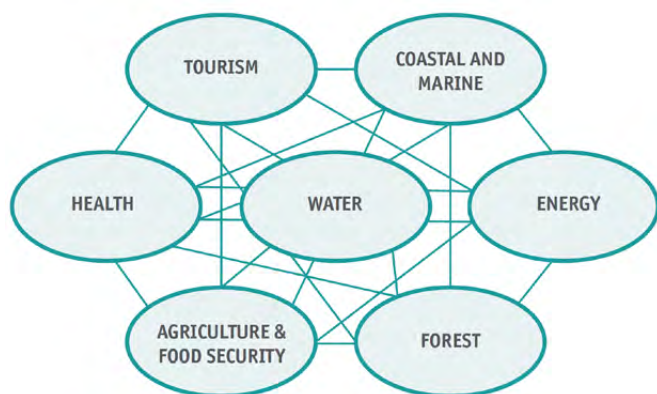 TOURISM
COASTAL AND
MARINE
HEALTH
WATER
ENERGY
AGRICULTURE &
FOOD SECURITY
FOREST